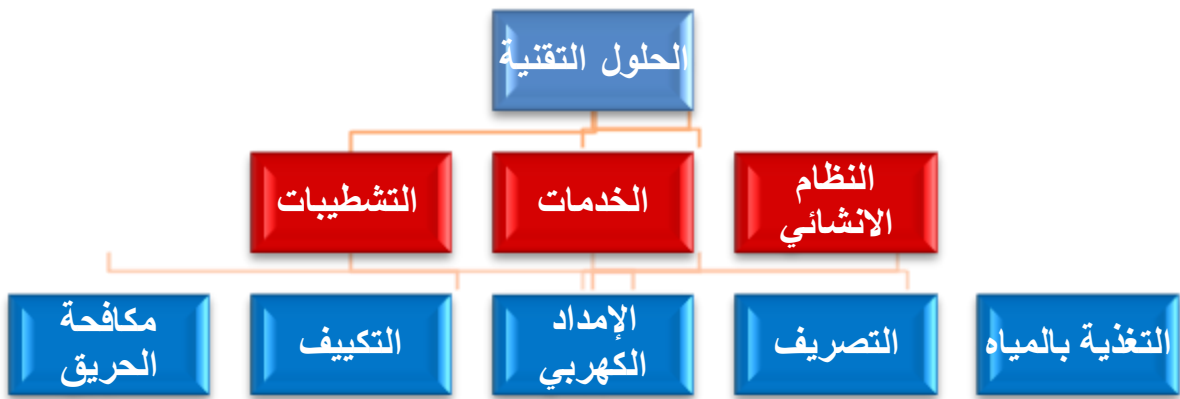 الحلول التقنية
النظام
الانشائي
الخدمات
التشطيبات
التغذية بالمياه
التصريف
الإمداد
الكهربي
التكييف
مكافحة
الحريق